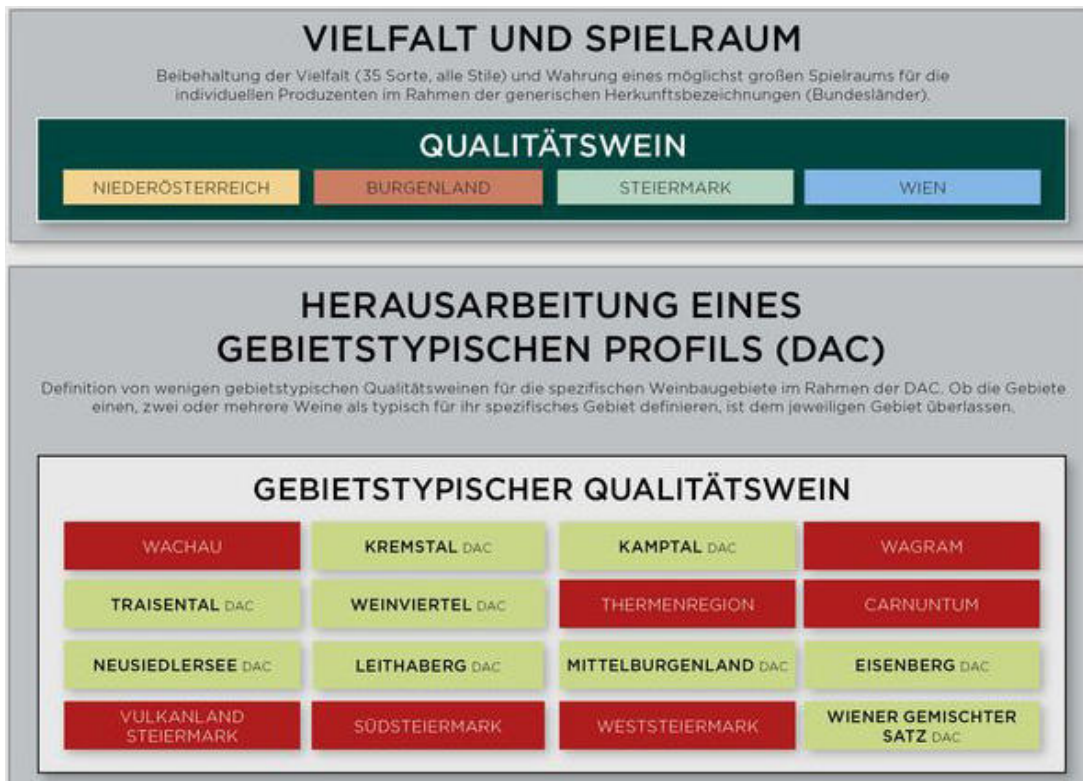 VIELFALT UND SPIELRAUM
Beibehaltung der Vielfalt (35 Sorte, alle Stile) und Wahrung eines möglichst großen Spielraums für die
individuellen Produzenten im Rahmen der generischen Herkunftsbezeichnungen (Bundesländer).
QUALITÄTSWEIN
NIEDERÖSTERREICH BURGENLAND STEIERMARK WIEN
HERAUSARBEITUNG EINES
GEBIETSTYPISCHEN PROFILS (DAC)
Definition von wenigen gebietstypischen Qualitätsweinen für die spezifischen Weinbaugebiete im Rahmen der DAC. Ob die Gebiete
einen, zwei oder mehrere Weine als typisch für ihr spezifisches Gebiet definieren, ist dem jeweiligen Gebiet überlassen.
GEBIETSTYPISCHER QUALITÄTSWEIN
WACHAU KREMSTAL DAC KAMPTAL DAC WAGRAM
TRAISENTAL DAC WEINVIERTEL DAC THERMENREGION CARNUNTUM
NEUSIEDLERSEE DAC LEITHABERG DAC MITTELBURGENLAND DAC EISENBERG DAC
VULKANLAND
STEIERMARK
SÜDSTEIERMARK
WESTSTEIERMARK
WIENER GEMISCHTER
SATZ DAC